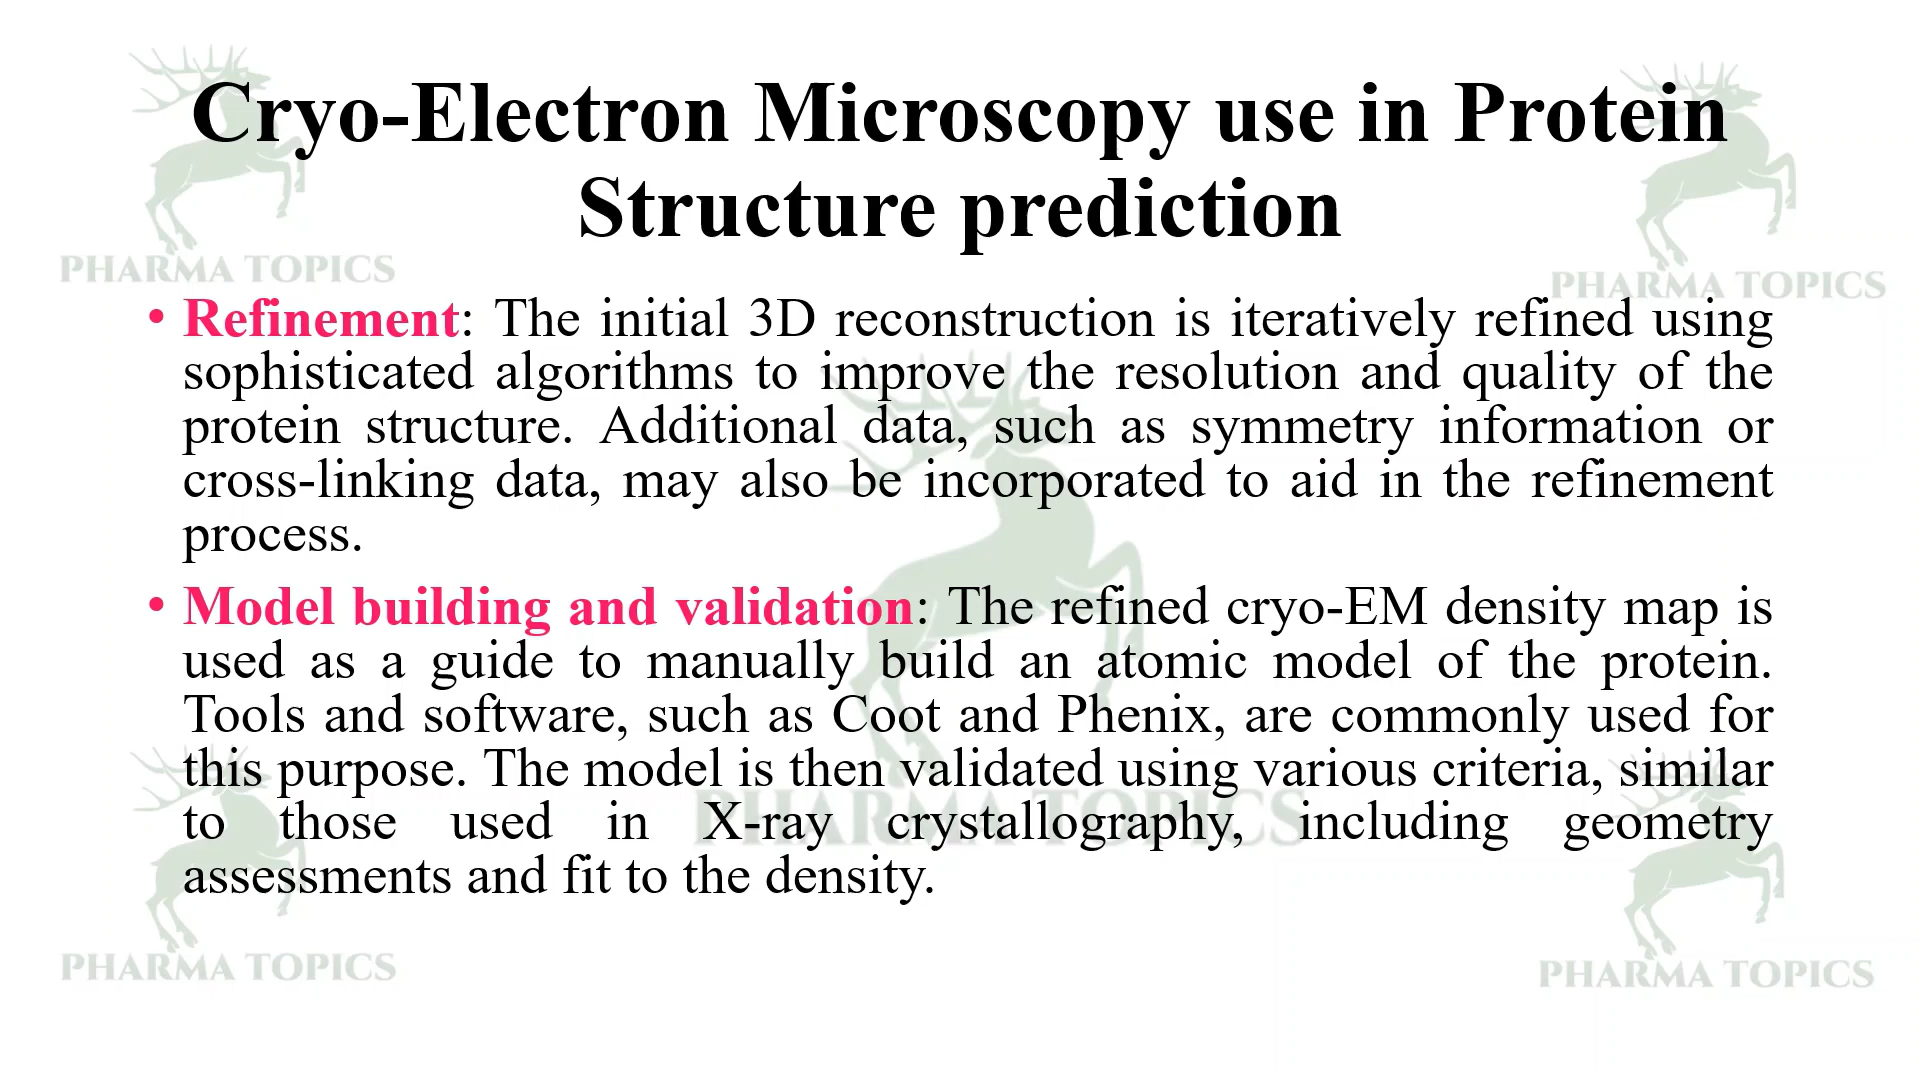 Cryo-Electron Microscopy use in Protein
Structure prediction
PHARMA TOPICS
PHARMA TOPICS
• Refinement: The initial 3D reconstruction is iteratively refined using
sophisticated algorithms to improve the resolution and quality of the
protein structure. Additional data, such as symmetry information or
cross-linking data, may also be incorporated to aid in the refinement
process.
• Model building and validation: The refined cryo-EM density map is
used as a guide to manually build an atomic model of the protein.
Tools and software, such as Coot and Phenix, are commonly used for
this purpose. The model is then validated using various criteria, similar
to those used in X-ray crystallography, including geometry
PHARMA TOPICS
assessments and fit to the density.
PHARMA TOPICS
PHARMA TOPICS